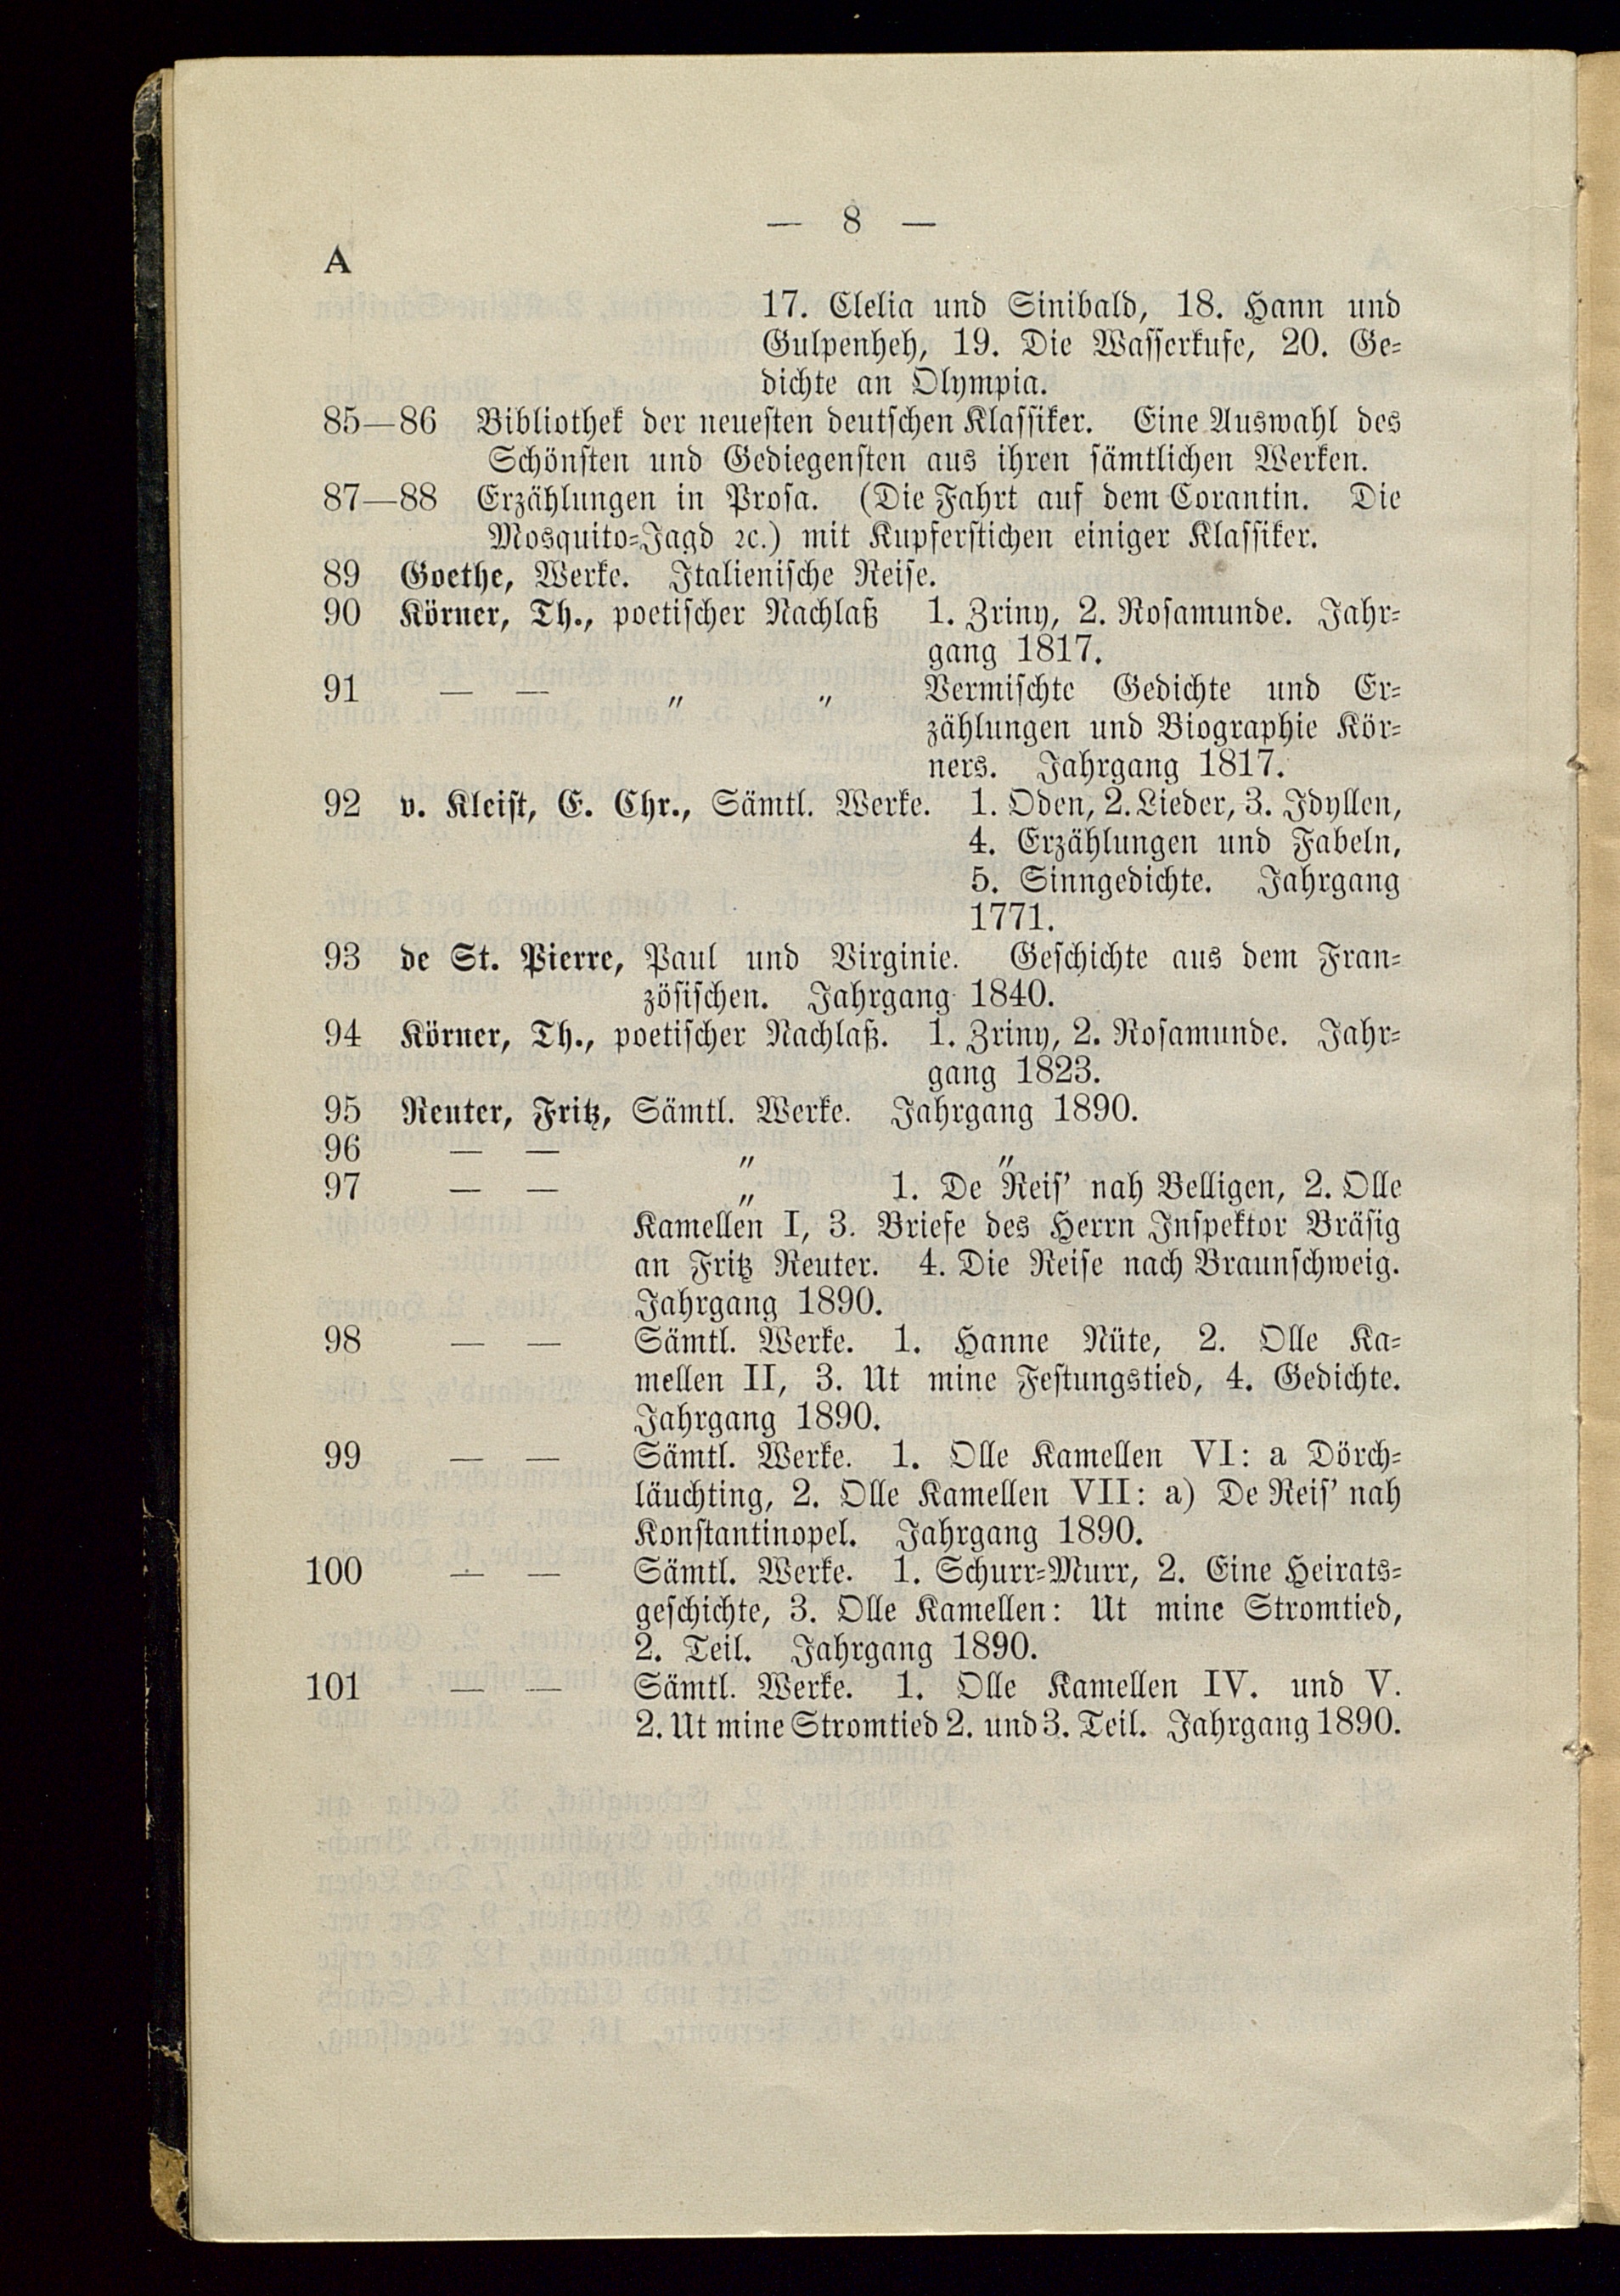 — 8 —
A
17. Clelia und Sinibald, 18. Hann und
Gulpenheh, 19. Die Wasserkufe, 20. Ge-
dichte an Olympia.
85—86 Bibliothek der neuesten deutschen Klassiker. Eine Auswahl des
Schönsten und Gediegensten aus ihren sämtlichen Werken.
87—88 Erzählungen in Prosa. (Die Fahrt auf dem Corantin. Die
Mosquito-Jagd ꝛc.) mit Kupferstichen einiger Klassiker.
89 Goethe, Werke. Italienische Reise.
90 Körner, Th., poetischer Nachlaß 1. Zriny, 2. Rosamunde. Jahr-
gang 1817.
91 — — „ „ Vermischte Gedichte und Er-
zählungen und Biographie Kör-
ners. Jahrgang 1817.
92 v. Kleist, E. Chr., Sämtl. Werke. 1. Oden, 2. Lieder, 3. Idyllen,
4. Erzählungen und Fabeln,
5. Sinngedichte. Jahrgang
1771.
93 de St. Pierre, Paul und Virginie. Geschichte aus dem Fran-
zösischen. Jahrgang 1840.
94 Körner, Th., poetischer Nachlaß. 1. Zriny, 2. Rosamunde. Jahr-
gang 1823.
95 Reuter, Fritz, Sämtl. Werke. Jahrgang 1890.
96 — — „ „
97 — — „ 1. De Reis' nah Belligen, 2. Olle
Kamellen I, 3. Briefe des Herrn Inspektor Bräsig
an Fritz Reuter. 4. Die Reise nach Braunschweig.
Jahrgang 1890.
98 — — Sämtl. Werke. 1. Hanne Nüte, 2. Olle Ka-
mellen II, 3. Ut mine Festungstied, 4. Gedichte.
Jahrgang 1890.
99 — — Sämtl. Werke. 1. Olle Kamellen VI: a Dörch-
läuchting, 2. Olle Kamellen VII: a) De Reis' nah
Konstantinopel. Jahrgang 1890.
100 — — Sämtl. Werke. 1. Schurr-Murr, 2. Eine Heirats-
geschichte, 3. Olle Kamellen: Ut mine Stromtied,
2. Teil. Jahrgang 1890.
101 — — Sämtl. Werke. 1. Olle Kamellen IV. und V.
2. Ut mine Stromtied 2. und 3. Teil. Jahrgang 1890.